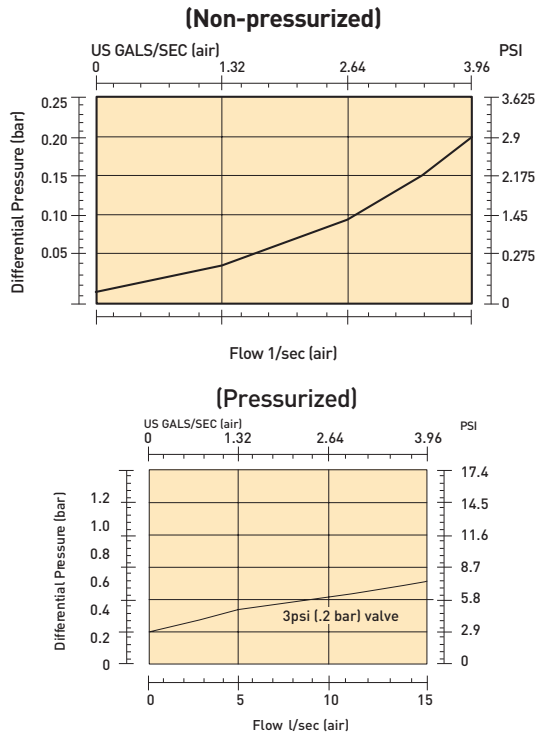 (Non-pressurized)
US GALS/SEC (air) PSI
0 1.32 2.64 3.96
0.25 3.625
0.20 2.9
0.15 2.175
0.10 1.45
0.05 0.275
0
Differential Pressure (bar)
Flow 1/sec (air)
(Pressurized)
US GALS/SEC (air) PSI
0 1.32 2.64 3.96
17.4
1.2 14.5
1.0 11.6
0.8 8.7
0.6 5.8
0.4 2.9
0.2
0 0
Differential Pressure (bar)
3psi (.2 bar) valve
0 5 10 15
Flow l/sec (air)